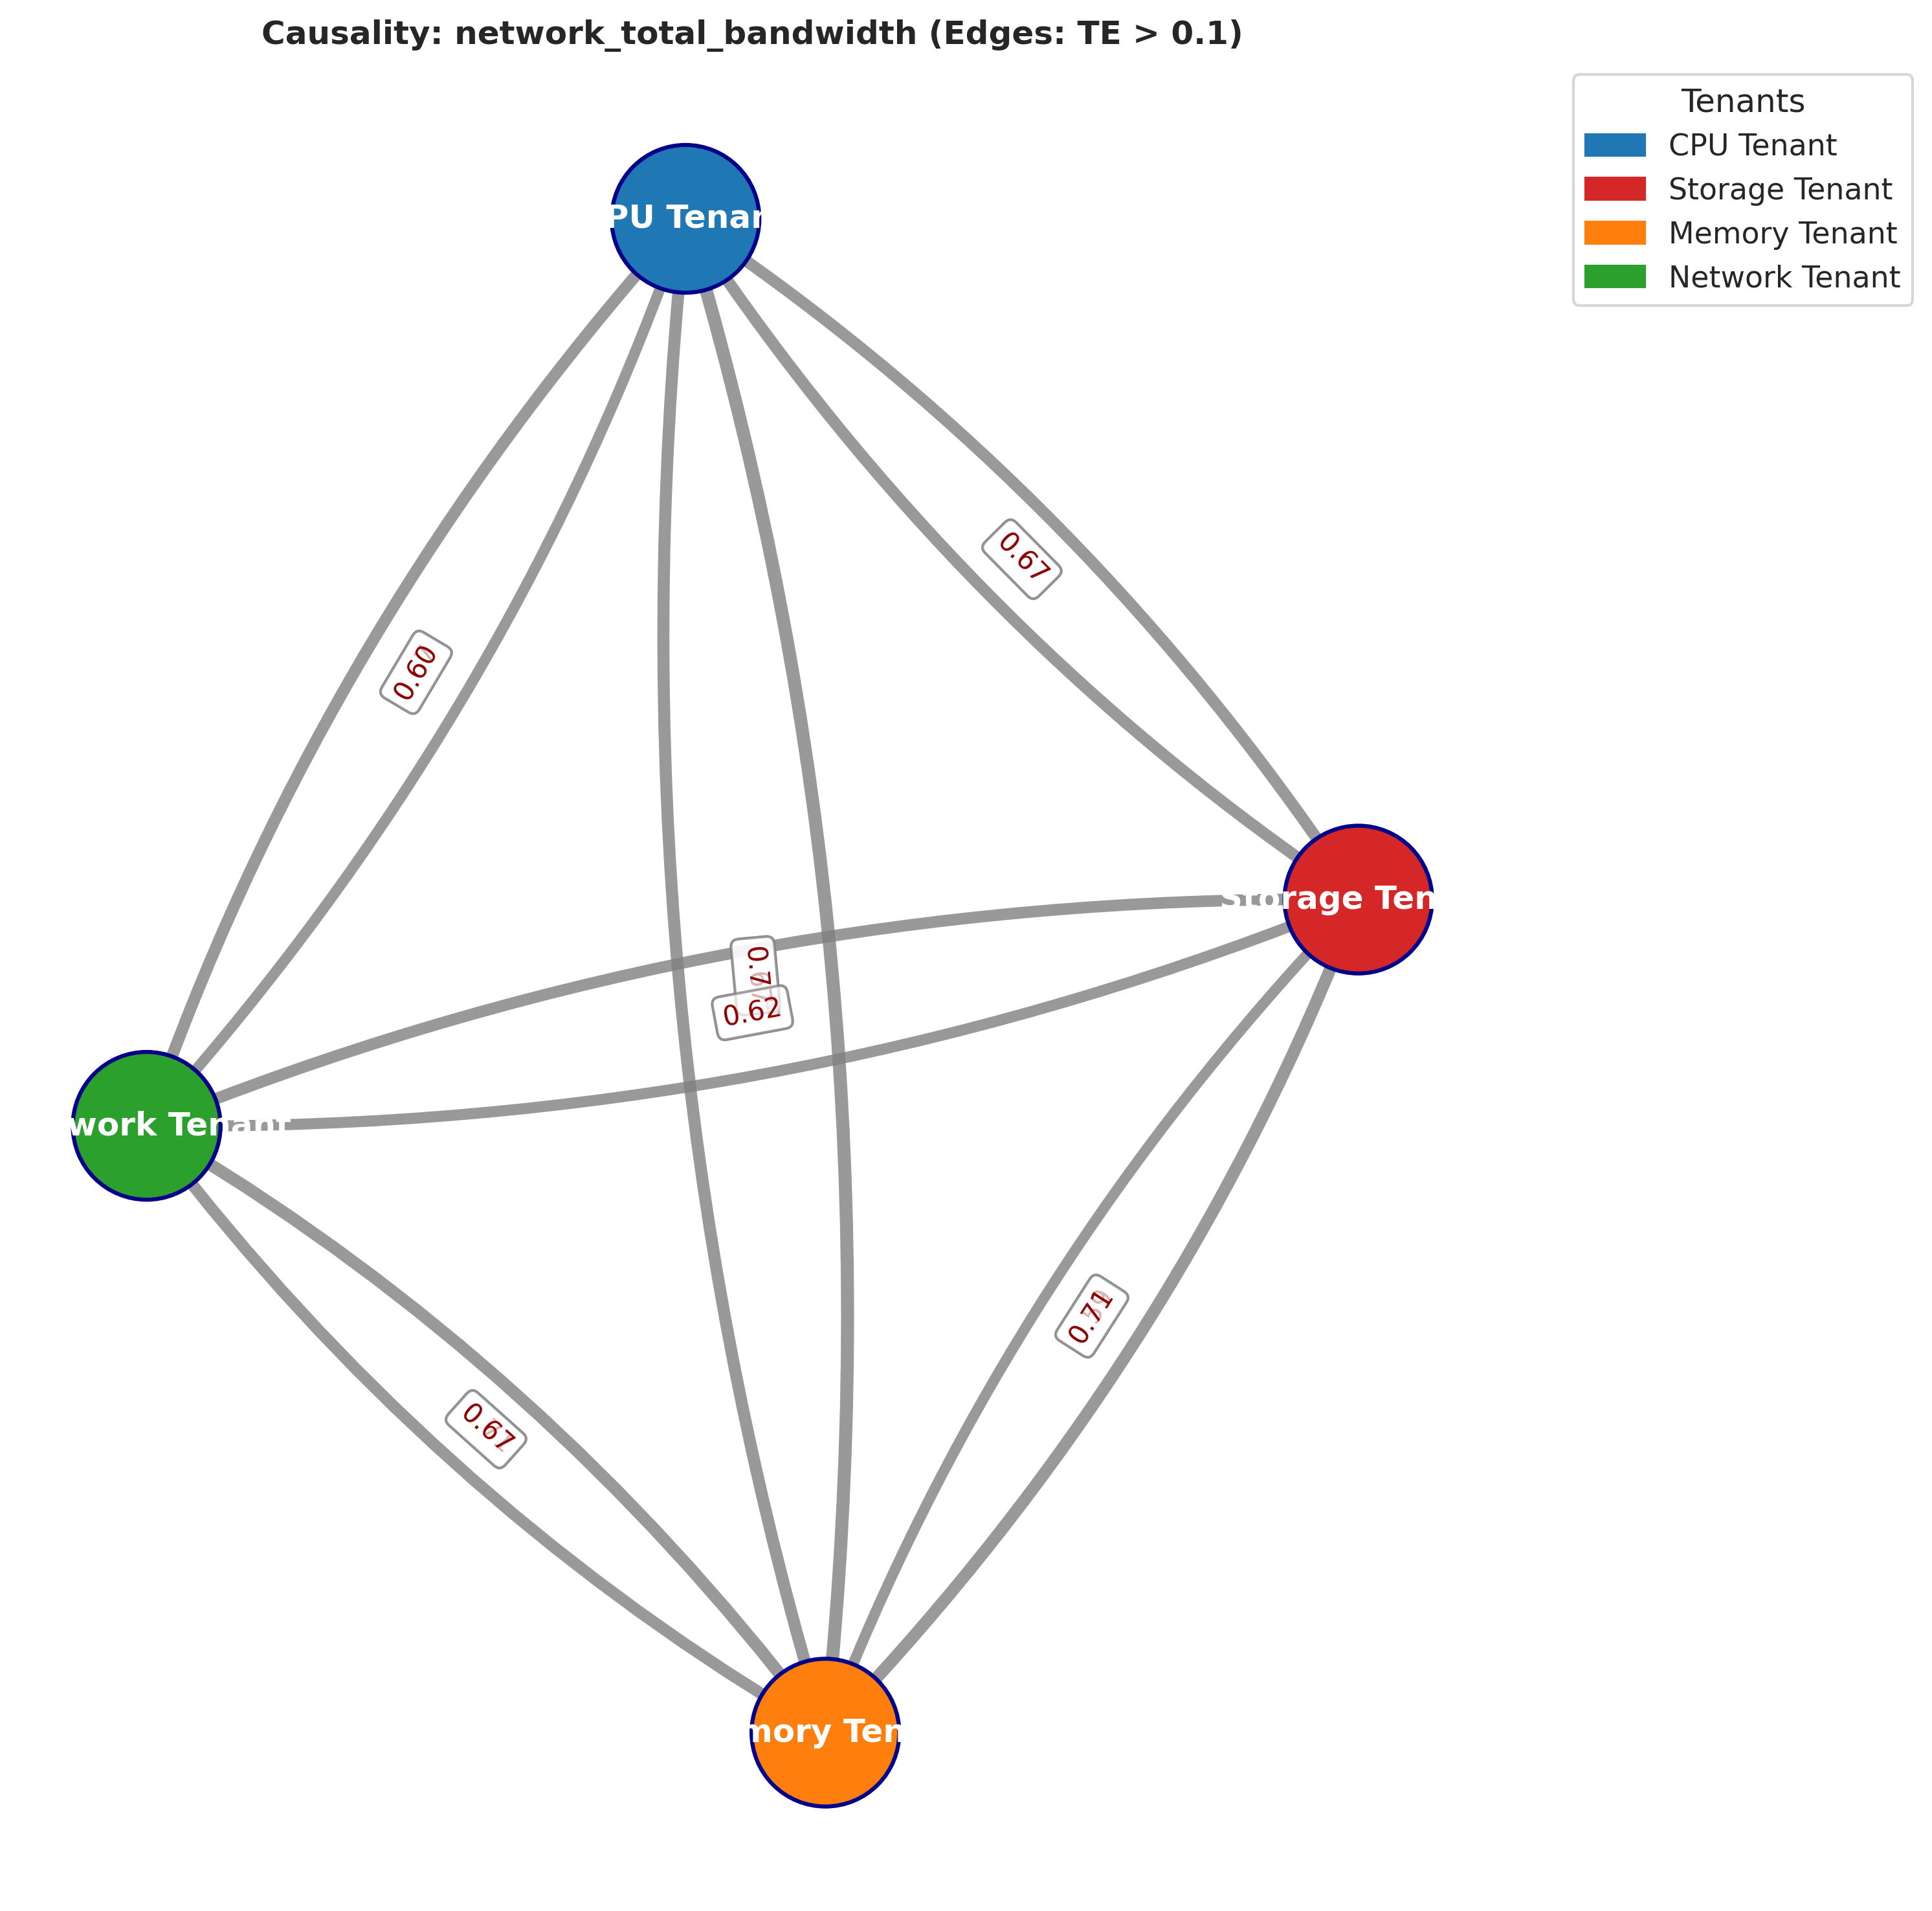 Causality: network_total_bandwidth (Edges: TE > 0.1)
Tenants
CPU Tenant
Storage Tenant
Memory Tenant
Network Tenant
PU Tenan
0.67
0.60
Storage Ten
0.7
0.62
work Tenant
0.71
0.67
mory Ten